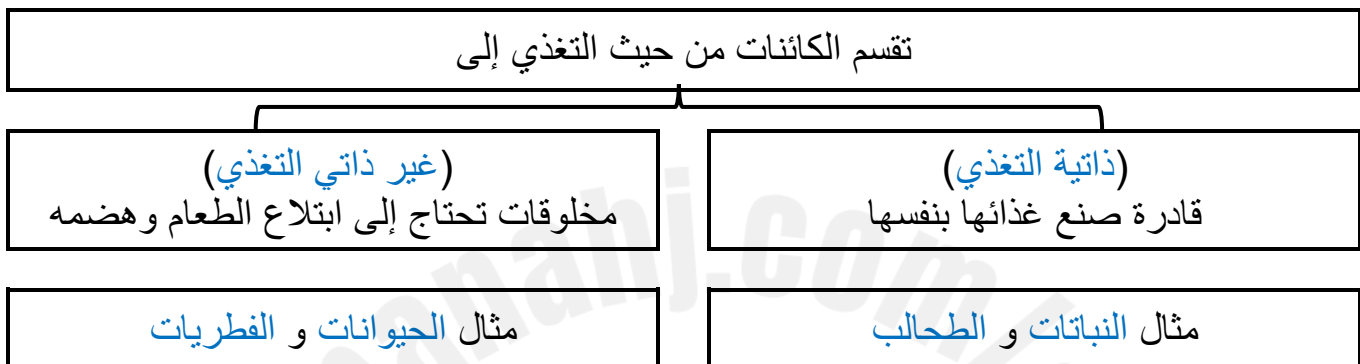 تقسم الكائنات من حيث التغذي إلى
(ذاتية التغذي)
قادرة صنع غذائها بنفسها
(غير ذاتي التغذي)
مخلوقات تحتاج إلى ابتلاع الطعام وهضمه
مثال النباتات و الطحالب
مثال الحيوانات و الفطريات